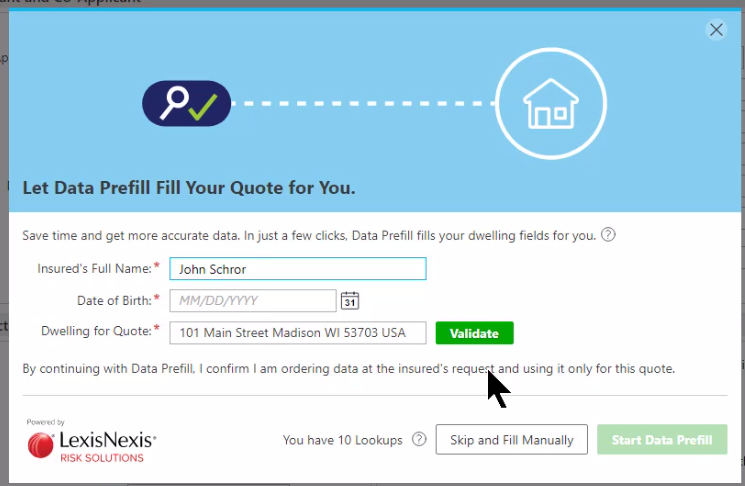 ant and Co-Applicant
Let Data Prefill Fill Your Quote for You.
Save time and get more accurate data. In just a few clicks, Data Prefill fills your dwelling fields for you. ?
Insured's Full Name:* John Schror
Date of Birth:* MM/DD/YYYY 31
Dwelling for Quote:* 101 Main Street Madison WI 53703 USA Validate
By continuing with Data Prefill, I confirm I am ordering data at the insured's request and using it only for this quote.
Powered by
LexisNexis®
RISK SOLUTIONS
You have 10 Lookups ? Skip and Fill Manually Start Data Prefill